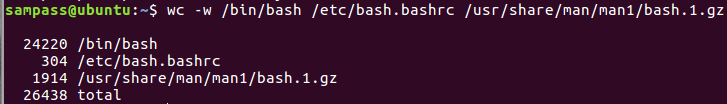 sampass@ubuntu:~$ wc -w /bin/bash /etc/bash.bashrc /usr/share/man/man1/bash.1.gz
24220 /bin/bash
304 /etc/bash.bashrc
1914 /usr/share/man/man1/bash.1.gz
26438 total